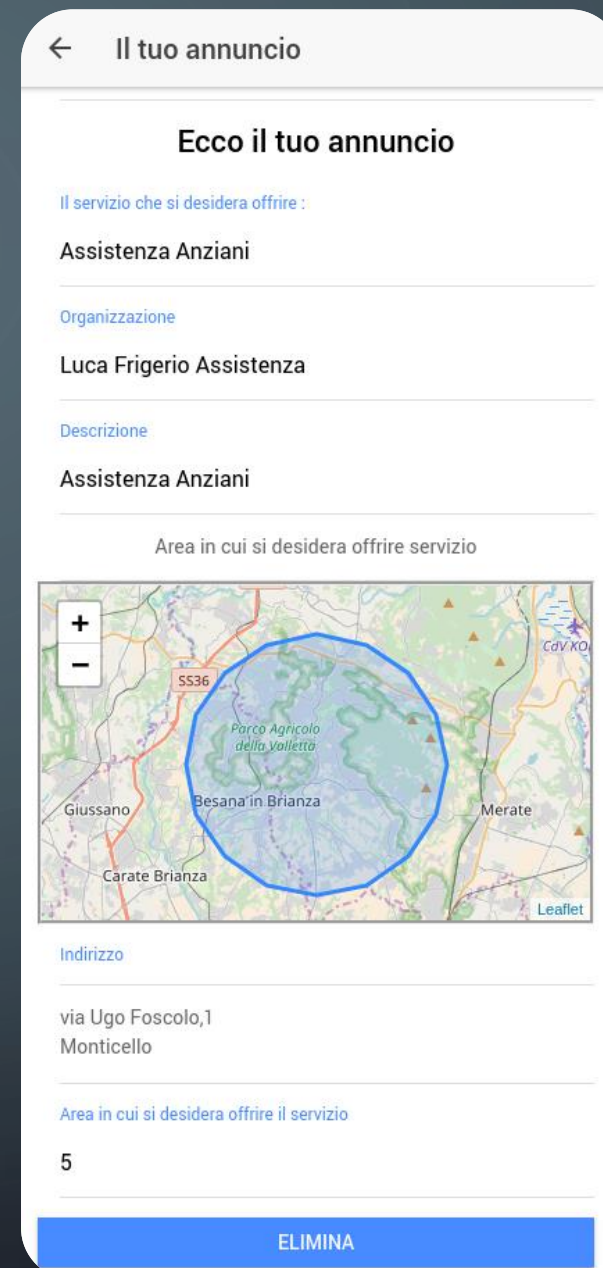 Il tuo annuncio
Ecco il tuo annuncio
Il servizio che si desidera offrire :
Assistenza Anziani
Organizzazione
Luca Frigerio Assistenza
Descrizione
Assistenza Anziani
Area in cui si desidera offrire servizio
+
−
CdV KO
SS36
Parco Agricolo
della Valletta
Giussano
Besana in Brianza
Merate
Carate Brianza
Leaflet
Indirizzo
via Ugo Foscolo,1
Monticello
Area in cui si desidera offrire il servizio
5
ELIMINA